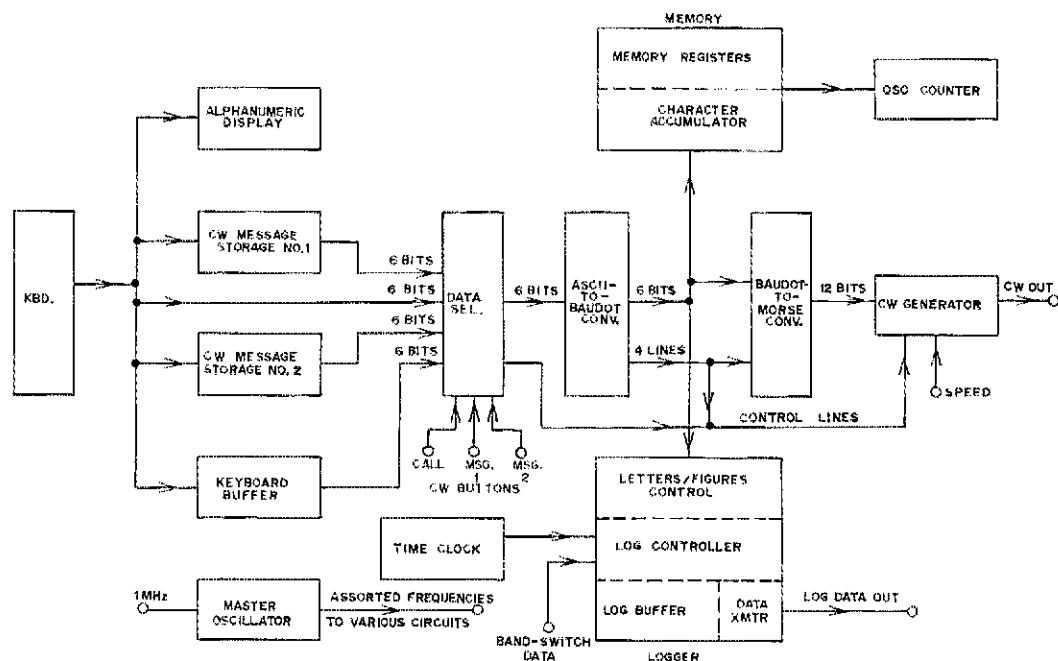 MEMORY
MEMORY REGISTERS
CHARACTER
ACCUMULATOR
QSO COUNTER
ALPHANUMERIC
DISPLAY
KBD.
CW MESSAGE
STORAGE NO.1
6 BITS
6 BITS
6 BITS
6 BITS
CW MESSAGE
STORAGE NO. 2
KEYBOARD
BUFFER
DATA
SEL.
6 BITS
ASCII-
TO-
BAUDOT
CONV.
6 BITS
4 LINES
BAUDOT-
TO-
MORSE
CONV.
12 BITS
CW GENERATOR
CW OUT
SPEED
CONTROL LINES
CALL
MSG.
1
MSG.
2
CW BUTTONS
LETTERS/FIGURES
CONTROL
TIME CLOCK
LOG CONTROLLER
LOG BUFFER
DATA
XMTR
LOG DATA OUT
1MHz
MASTER
OSCILLATOR
ASSORTED FREQUENCIES
TO VARIOUS CIRCUITS
BAND-SWITCH
DATA
LOGGER